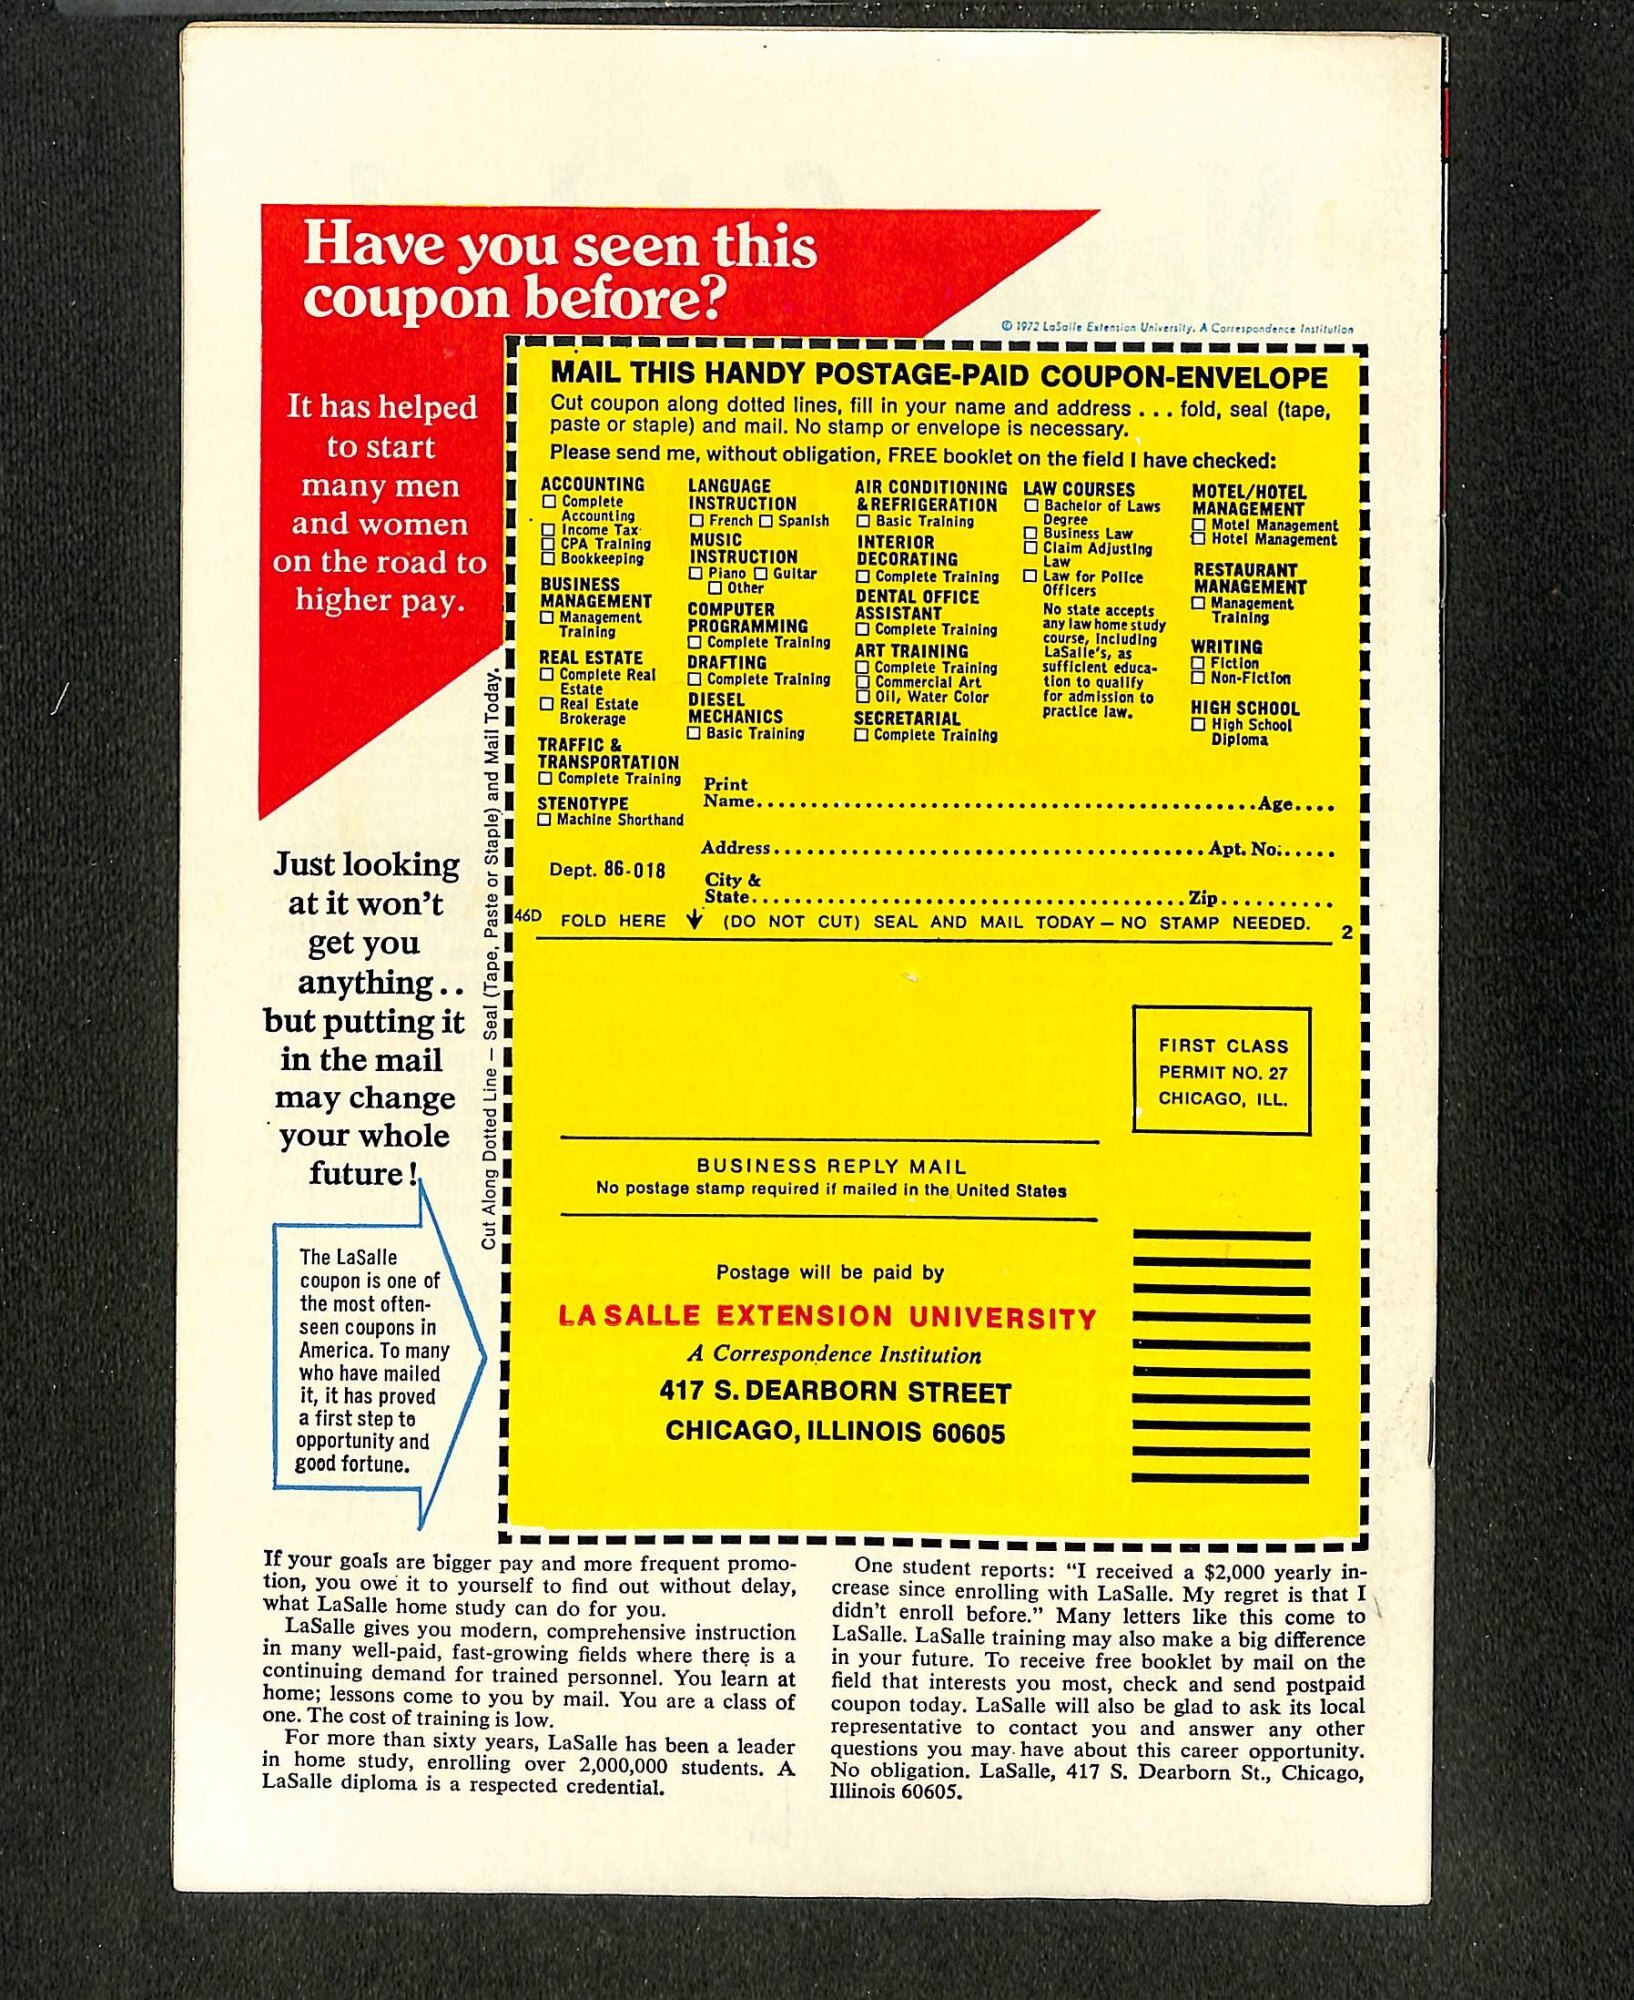 Have you seen this
coupon before?
It has helped
to start
many men
and women
on the road to
higher pay.
Just looking
at it won't
get you
anything..
but putting it
in the mail
may change
your whole
future!
The LaSalle
coupon is one of
the most often-
seen coupons in
America. To many
who have mailed
it, it has proved
a first step to
opportunity and
good fortune.
Cut Along Dotted Line — Seal (Tape, Paste or Staple) and Mail Today.
© 1972 LaSalle Extension University. A Correspondence Institution
MAIL THIS HANDY POSTAGE-PAID COUPON-ENVELOPE
Cut coupon along dotted lines, fill in your name and address . . . fold, seal (tape,
paste or staple) and mail. No stamp or envelope is necessary.
Please send me, without obligation, FREE booklet on the field I have checked:
ACCOUNTING
☐ Complete
Accounting
☐ Income Tax
☐ CPA Training
☐ Bookkeeping
BUSINESS
MANAGEMENT
☐ Management
Training
REAL ESTATE
☐ Complete Real
Estate
☐ Real Estate
Brokerage
TRAFFIC &
TRANSPORTATION
☐ Complete Training
STENOTYPE
☐ Machine Shorthand
LANGUAGE
INSTRUCTION
☐ French ☐ Spanish
MUSIC
INSTRUCTION
☐ Piano ☐ Guitar
☐ Other
COMPUTER
PROGRAMMING
☐ Complete Training
DRAFTING
☐ Complete Training
DIESEL
MECHANICS
☐ Basic Training
AIR CONDITIONING
& REFRIGERATION
☐ Basic Training
INTERIOR
DECORATING
☐ Complete Training
DENTAL OFFICE
ASSISTANT
☐ Complete Training
ART TRAINING
☐ Complete Training
☐ Commercial Art
☐ Oil, Water Color
SECRETARIAL
☐ Complete Training
LAW COURSES
☐ Bachelor of Laws
Degree
☐ Business Law
☐ Claim Adjusting
Law
☐ Law for Police
Officers
No state accepts
any law home study
course, including
LaSalle's, as
sufficient educa-
tion to qualify
for admission to
practice law.
MOTEL/HOTEL
MANAGEMENT
☐ Motel Management
☐ Hotel Management
RESTAURANT
MANAGEMENT
☐ Management
Training
WRITING
☐ Fiction
☐ Non-Fiction
HIGH SCHOOL
☐ High School
Diploma
Print
Name.................................................Age....
Address..........................................Apt. No......
Dept. 86-018
City &
State...........................................Zip...........
46D FOLD HERE ↓ (DO NOT CUT) SEAL AND MAIL TODAY — NO STAMP NEEDED. 2
FIRST CLASS
PERMIT NO. 27
CHICAGO, ILL.
BUSINESS REPLY MAIL
No postage stamp required if mailed in the United States
Postage will be paid by
LA SALLE EXTENSION UNIVERSITY
A Correspondence Institution
417 S. DEARBORN STREET
CHICAGO, ILLINOIS 60605
If your goals are bigger pay and more frequent promo-
tion, you owe it to yourself to find out without delay,
what LaSalle home study can do for you.
LaSalle gives you modern, comprehensive instruction
in many well-paid, fast-growing fields where there is a
continuing demand for trained personnel. You learn at
home; lessons come to you by mail. You are a class of
one. The cost of training is low.
For more than sixty years, LaSalle has been a leader
in home study, enrolling over 2,000,000 students. A
LaSalle diploma is a respected credential.
One student reports: “I received a $2,000 yearly in-
crease since enrolling with LaSalle. My regret is that I
didn't enroll before.” Many letters like this come to
LaSalle. LaSalle training may also make a big difference
in your future. To receive free booklet by mail on the
field that interests you most, check and send postpaid
coupon today. LaSalle will also be glad to ask its local
representative to contact you and answer any other
questions you may have about this career opportunity.
No obligation. LaSalle, 417 S. Dearborn St., Chicago,
Illinois 60605.